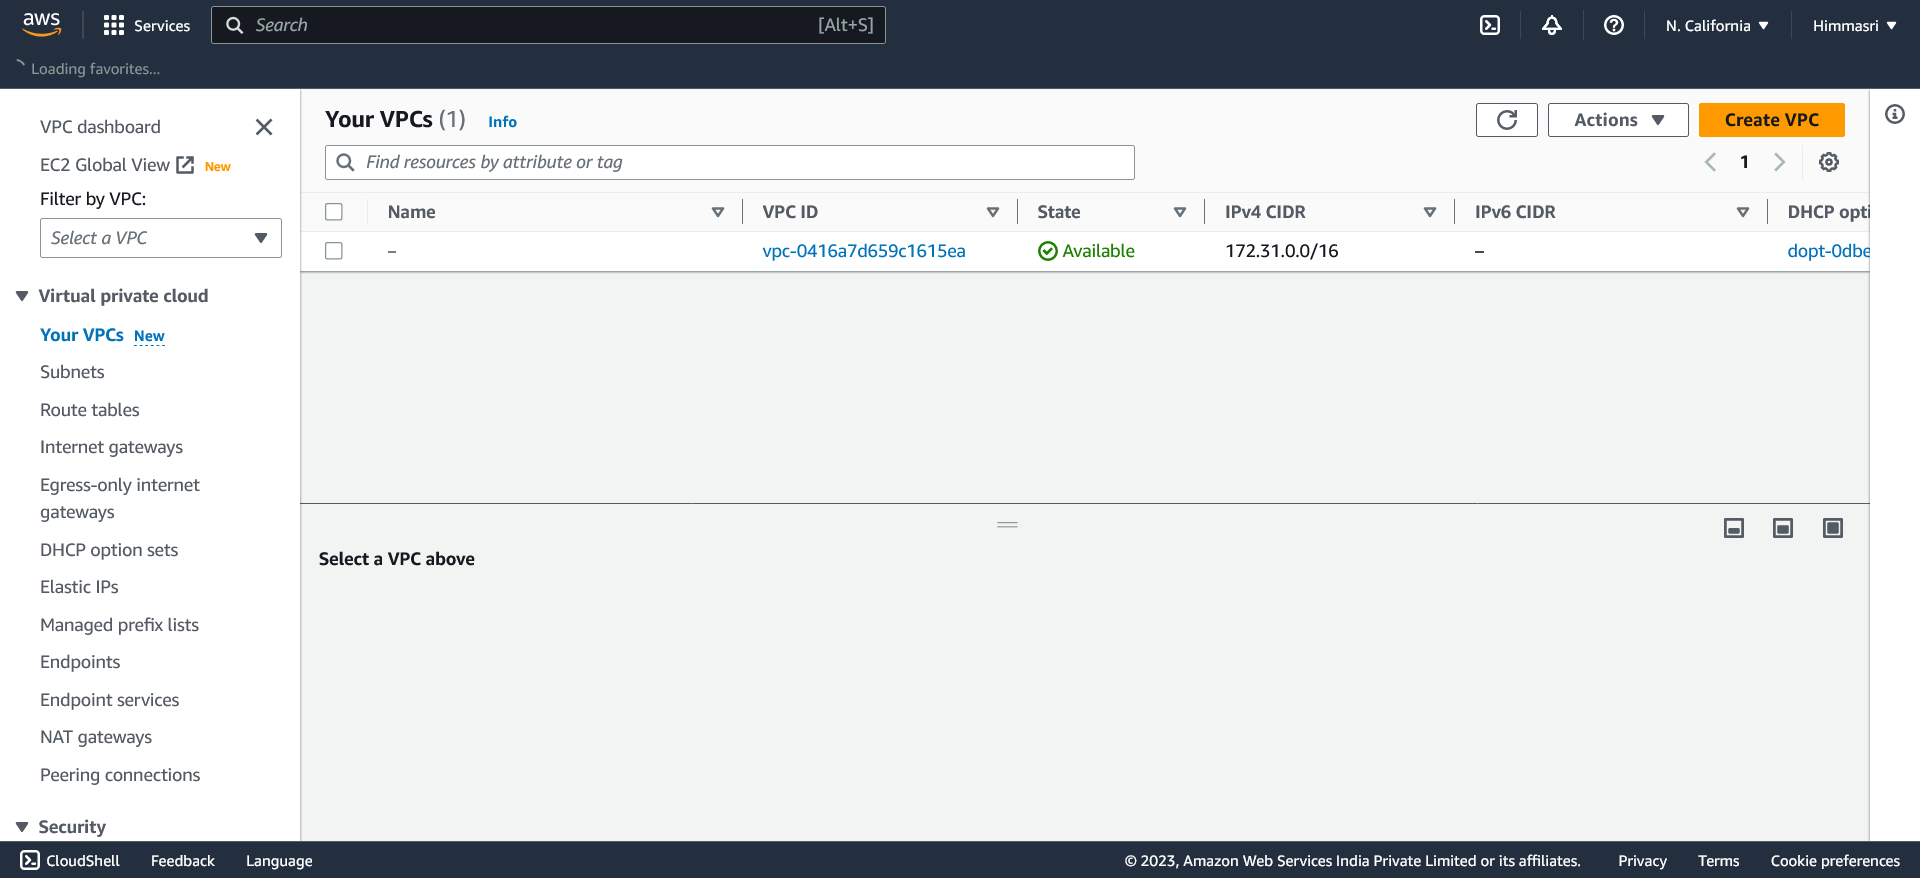 aws
Services
Search
[Alt+S]
N. California
Himmasri
Loading favorites...
VPC dashboard
EC2 Global View New
Filter by VPC:
Select a VPC
Virtual private cloud
Your VPCs New
Subnets
Route tables
Internet gateways
Egress-only internet
gateways
DHCP option sets
Elastic IPs
Managed prefix lists
Endpoints
Endpoint services
NAT gateways
Peering connections
Security
Your VPCs (1) Info
Actions
Create VPC
Find resources by attribute or tag
1
Name VPC ID State IPv4 CIDR IPv6 CIDR DHCP opti
– vpc-0416a7d659c1615ea Available 172.31.0.0/16 – dopt-0dbe
Select a VPC above
CloudShell Feedback Language © 2023, Amazon Web Services India Private Limited or its affiliates. Privacy Terms Cookie preferences